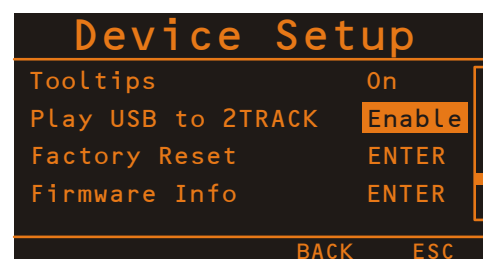 Device Setup
Tooltips On
Play USB to 2TRACK Enable
Factory Reset ENTER
Firmware Info ENTER
BACK ESC